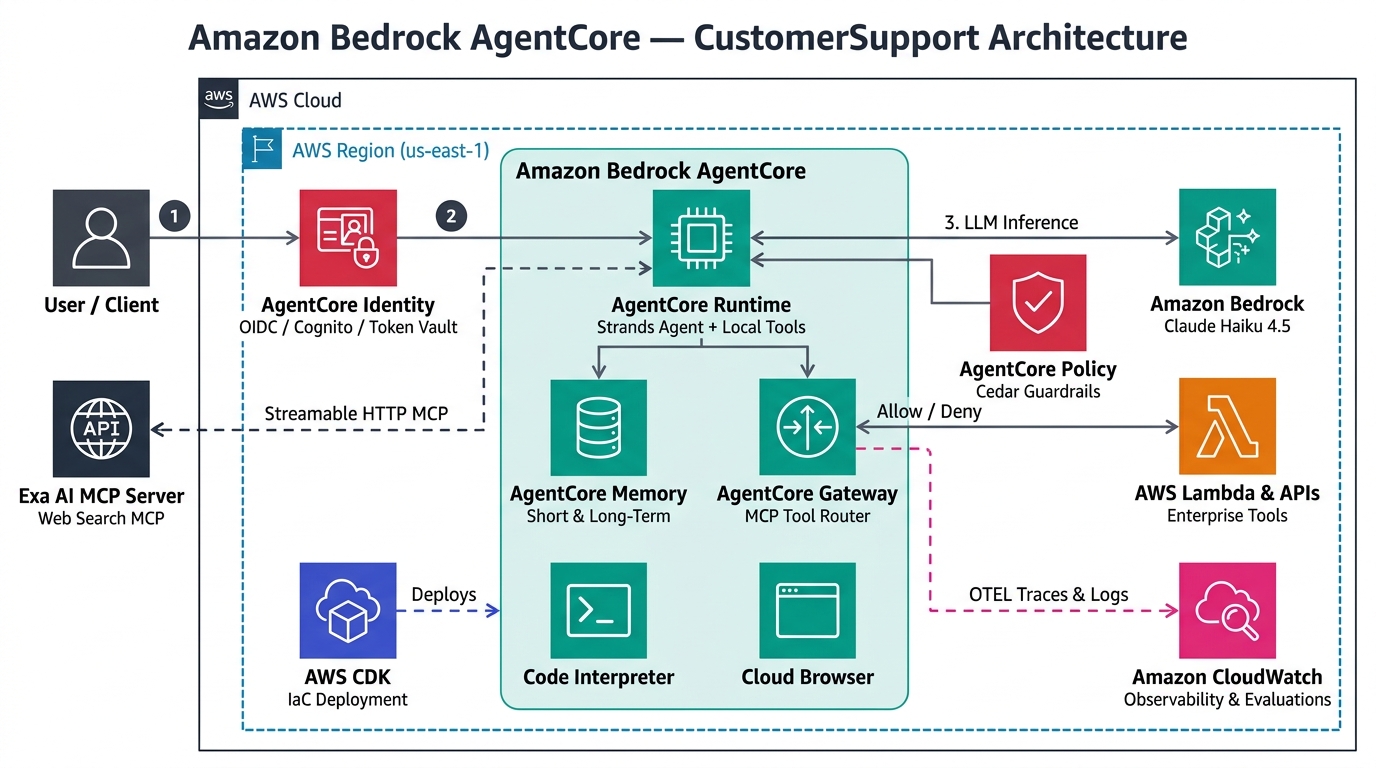 Amazon Bedrock AgentCore — CustomerSupport Architecture
aws
AWS Cloud
AWS Region (us-east-1)
Amazon Bedrock AgentCore
1
2
3. LLM Inference
User / Client
AgentCore Identity
OIDC / Cognito / Token Vault
AgentCore Runtime
Strands Agent + Local Tools
Amazon Bedrock
Claude Haiku 4.5
AgentCore Policy
Cedar Guardrails
Streamable HTTP MCP
Allow / Deny
API
Exa AI MCP Server
Web Search MCP
AgentCore Memory
Short & Long-Term
AgentCore Gateway
MCP Tool Router
AWS Lambda & APIs
Enterprise Tools
Deploys
OTEL Traces & Logs
AWS CDK
IaC Deployment
Code Interpreter
Cloud Browser
Amazon CloudWatch
Observability & Evaluations